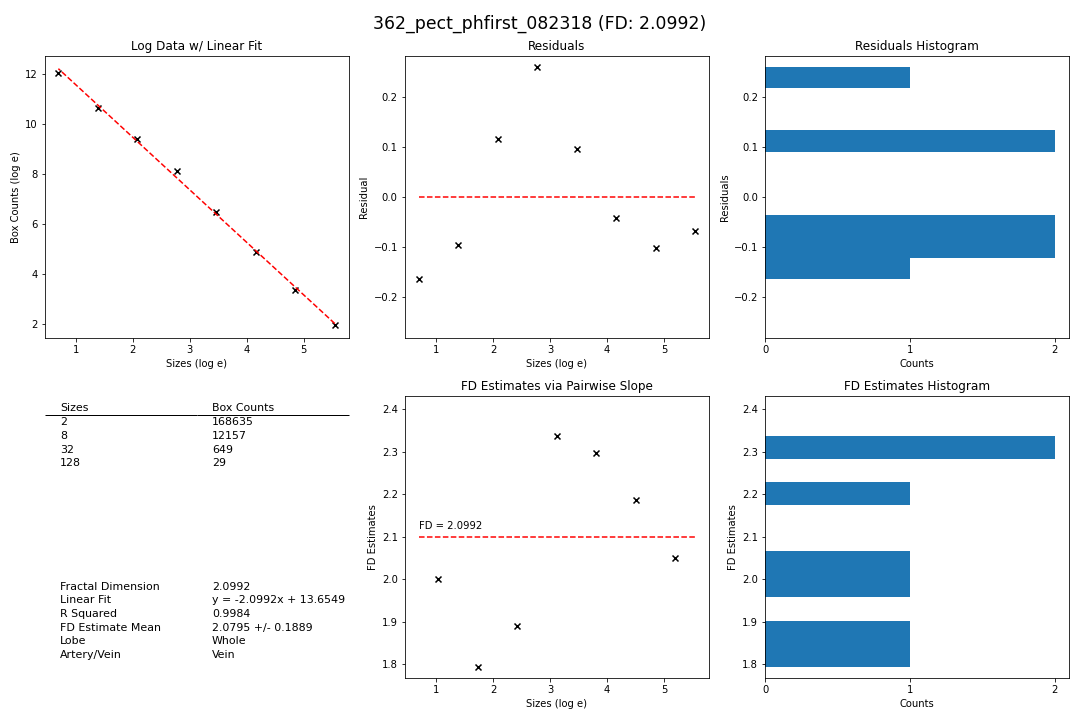 362_pect_phfirst_082318 (FD: 2.0992)
Log Data w/ Linear Fit
12
10
8
6
4
2
Box Counts (log e)
1 2 3 4 5
Sizes (log e)
Residuals
0.2
0.1
0.0
−0.1
−0.2
Residual
1 2 3 4 5
Sizes (log e)
Residuals Histogram
0.2
0.1
0.0
−0.1
−0.2
Residuals
0 1 2
Counts
Sizes Box Counts
2 168635
8 12157
32 649
128 29
Fractal Dimension 2.0992
Linear Fit y = -2.0992x + 13.6549
R Squared 0.9984
FD Estimate Mean 2.0795 +/- 0.1889
Lobe Whole
Artery/Vein Vein
FD Estimates via Pairwise Slope
2.4
2.3
2.2
2.1
2.0
1.9
1.8
FD Estimates
FD = 2.0992
1 2 3 4 5
Sizes (log e)
FD Estimates Histogram
2.4
2.3
2.2
2.1
2.0
1.9
1.8
FD Estimates
0 1 2
Counts